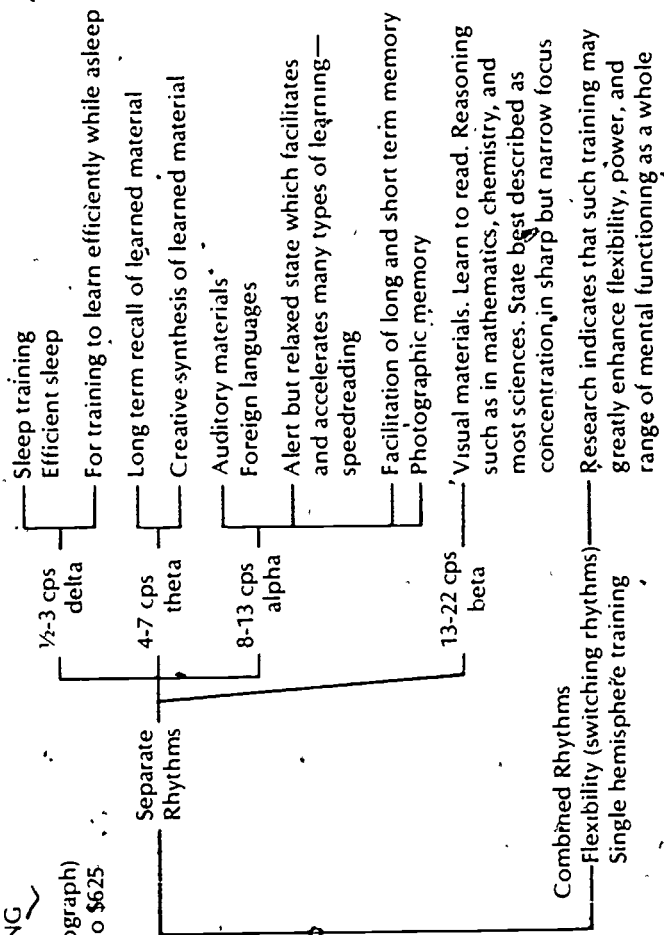 NG
ograph)
o $625
Separate
Rhythms
½-3 cps
delta
Sleep training
Efficient sleep
For training to learn efficiently while asleep
4-7 cps
theta
Long term recall of learned material
Creative synthesis of learned material
8-13 cps
alpha
Auditory materials
Foreign languages
Alert but relaxed state which facilitates
and accelerates many types of learning—
speedreading
Facilitation of long and short term memory
Photographic memory
13-22 cps
beta
Visual materials. Learn to read. Reasoning
such as in mathematics, chemistry, and
most sciences. State best described as
concentration, in sharp but narrow focus
Combined Rhythms
Flexibility (switching rhythms)
Single hemisphere training
Research indicates that such training may
greatly enhance flexibility, power, and
range of mental functioning as a whole